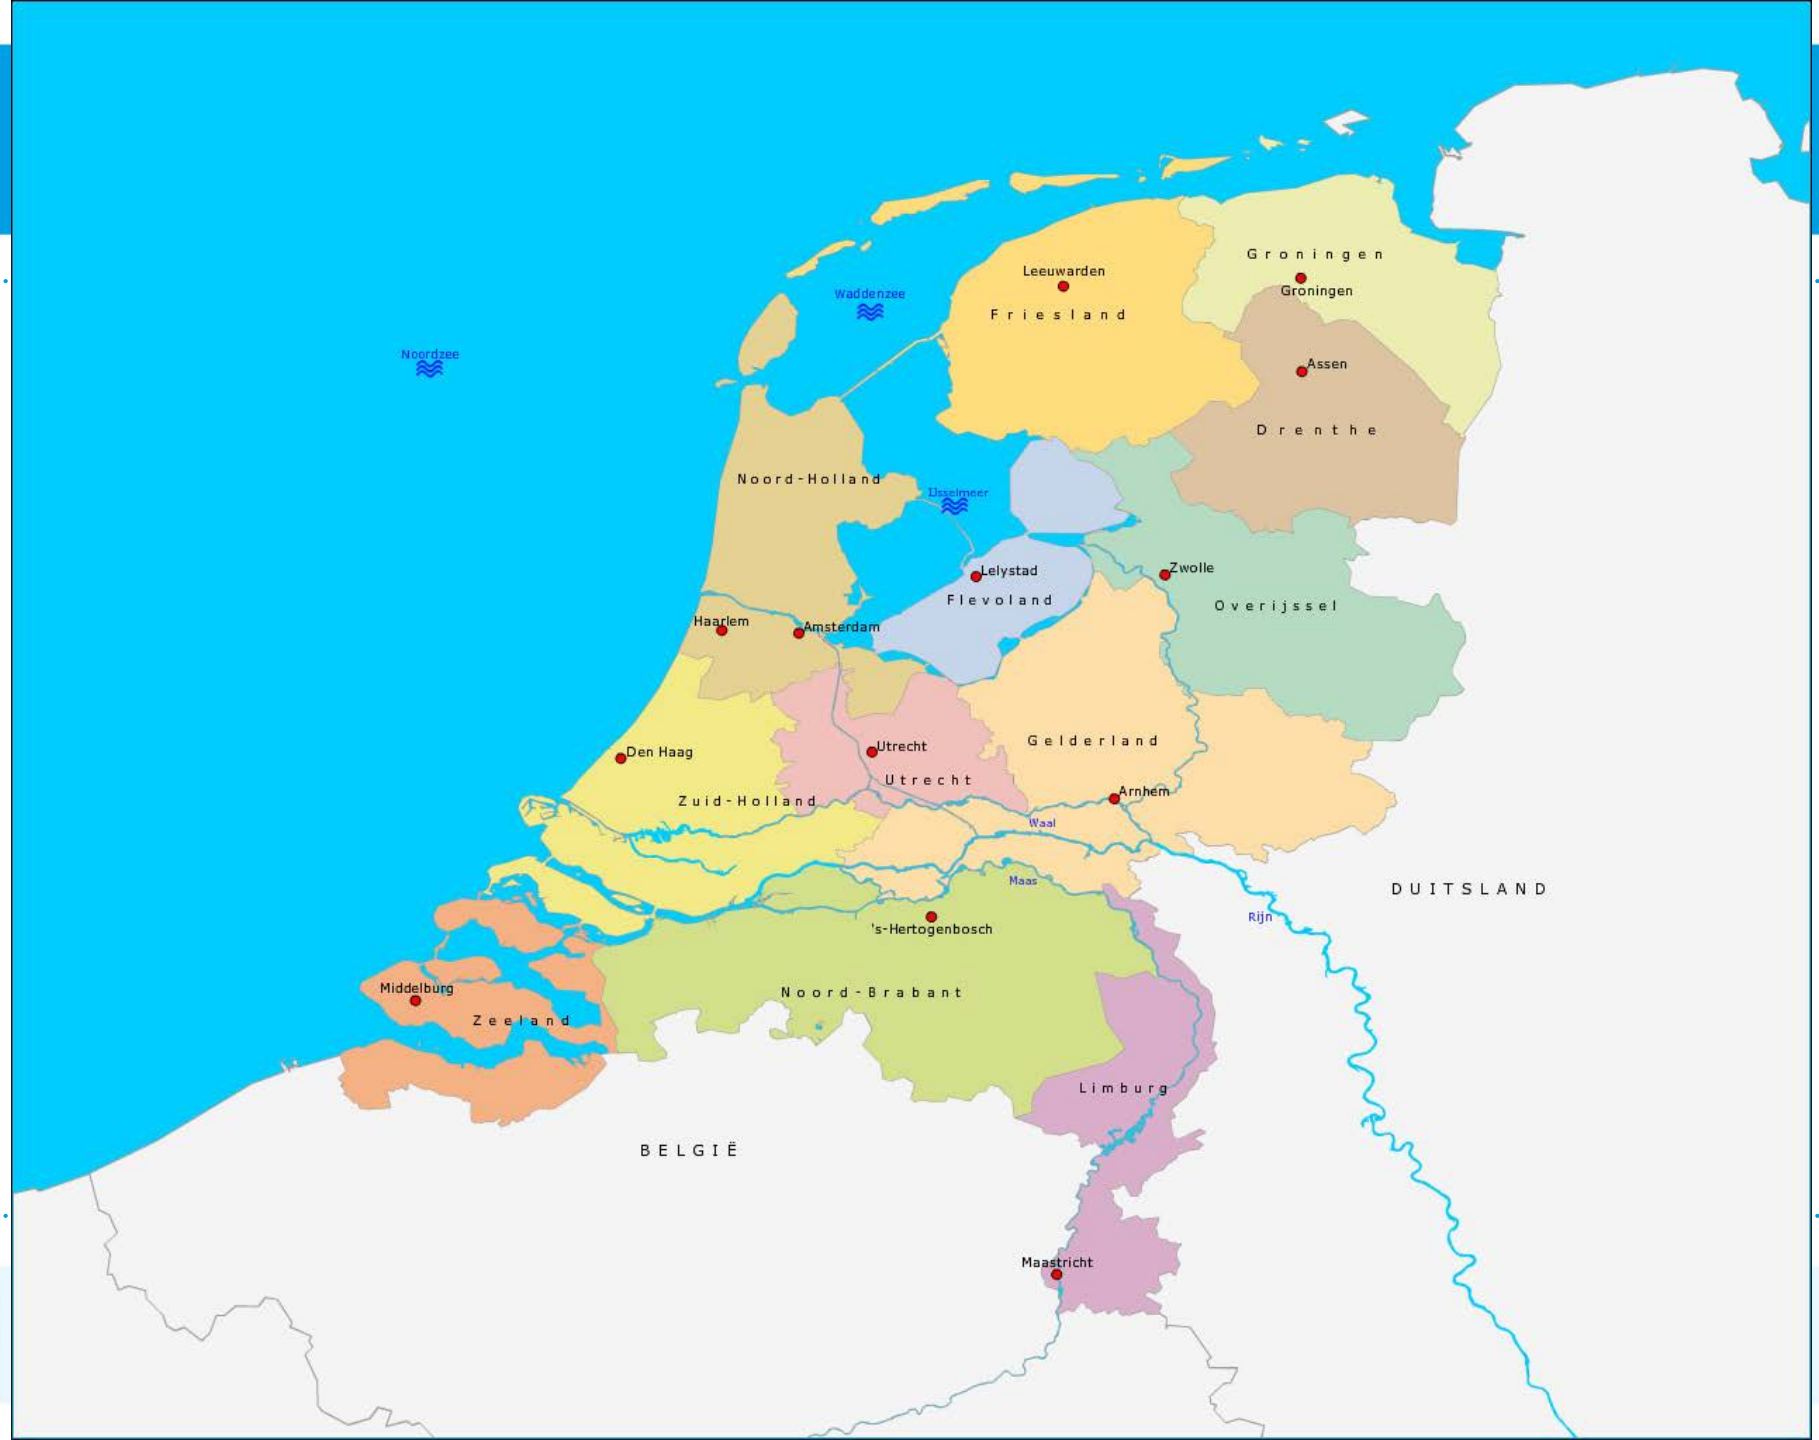 Groningen
Leeuwarden
Groningen
Waddenzee
Friesland
Noordzee
Assen
Drenthe
Noord-Holland
IJsselmeer
Zwolle
Lelystad
Flevoland
Overijssel
Haarlem
Amsterdam
Gelderland
Utrecht
Den Haag
Utrecht
Arnhem
Zuid-Holland
Waal
Maas
DUITSLAND
Rijn
's-Hertogenbosch
Middelburg
Noord-Brabant
Zeeland
Limburg
BELGIË
Maastricht